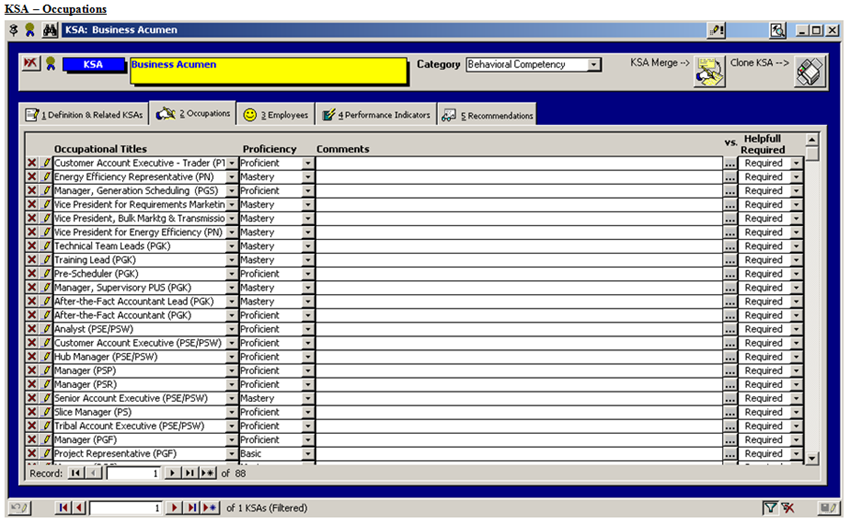 KSA – Occupations
KSA: Business Acumen
KSA Business Acumen Category Behavioral Competency KSA Merge --> Clone KSA -->
1 Definition & Related KSAs 2 Occupations 3 Employees 4 Performance Indicators 5 Recommendations
Occupational Titles Proficiency Comments vs. Helpfull Required
Customer Account Executive - Trader (PT Proficient ... Required
Energy Efficiency Representative (PN) Mastery ... Required
Manager, Generation Scheduling (PGS) Proficient ... Required
Vice President for Requirements Marketin Mastery ... Required
Vice President, Bulk Marktg & Transmissio Mastery ... Required
Vice President for Energy Efficiency (PN) Mastery ... Required
Technical Team Leads (PGK) Mastery ... Required
Training Lead (PGK) Mastery ... Required
Pre-Scheduler (PGK) Proficient ... Required
Manager, Supervisory PUS (PGK) Mastery ... Required
After-the-Fact Accountant Lead (PGK) Mastery ... Required
After-the-Fact Accountant (PGK) Proficient ... Required
Analyst (PSE/PSW) Proficient ... Required
Customer Account Executive (PSE/PSW) Proficient ... Required
Hub Manager (PSE/PSW) Proficient ... Required
Manager (PSP) Proficient ... Required
Manager (PSR) Proficient ... Required
Senior Account Executive (PSE/PSW) Mastery ... Required
Slice Manager (PS) Proficient ... Required
Tribal Account Executive (PSE/PSW) Proficient ... Required
Manager (PGF) Proficient ... Required
Project Representative (PGF) Basic ... Required
Record: 1 of 88
1 of 1 KSAs (Filtered)